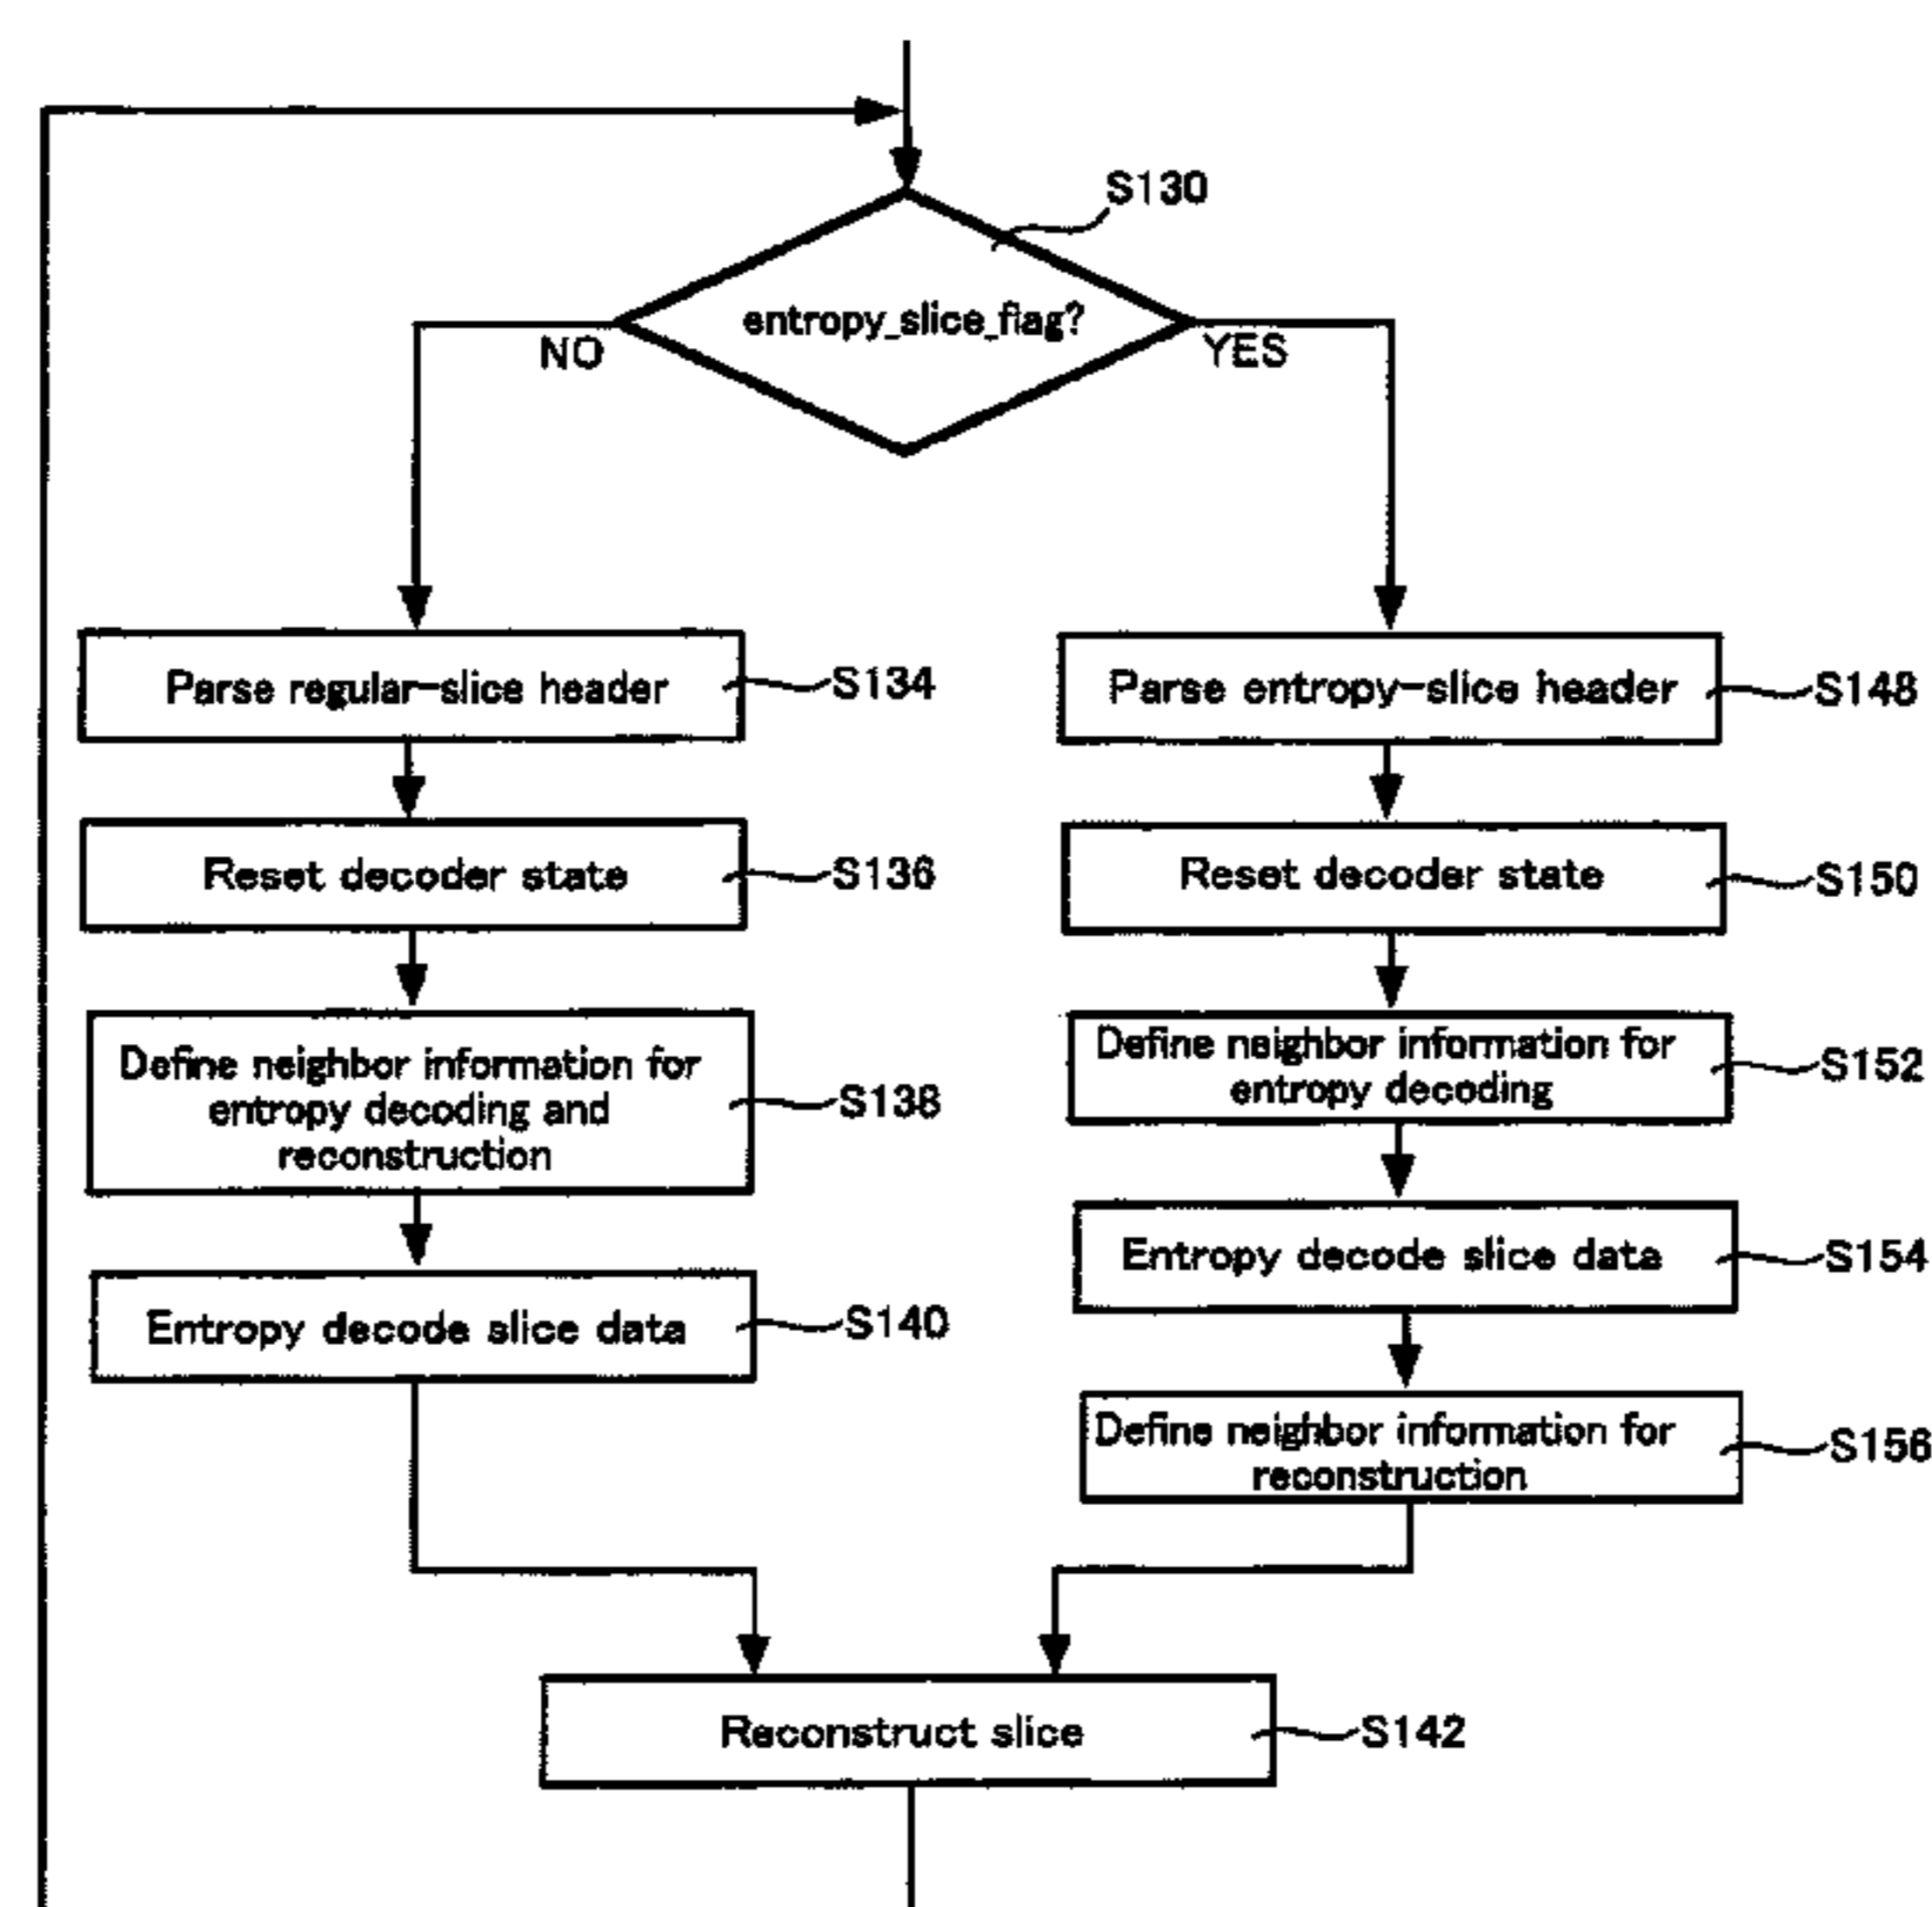 S130
entropy_slice_flag?
NO
YES
Parse regular-slice header
S134
Reset decoder state
S136
Define neighbor information for
entropy decoding and
reconstruction
S138
Entropy decode slice data
S140
Parse entropy-slice header
S148
Reset decoder state
S150
Define neighbor information for
entropy decoding
S152
Entropy decode slice data
S154
Define neighbor information for
reconstruction
S156
Reconstruct slice
S142